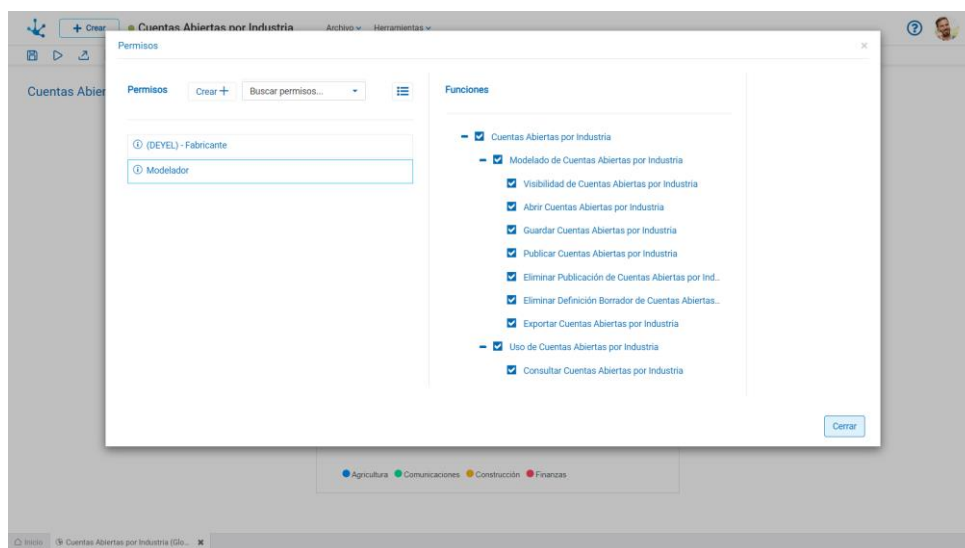 + Crear
Cuentas Abiertas por Industria
Archivo
Herramientas
Cuentas Abier
Permisos
×
Permisos
Crear +
Buscar permisos...
Funciones
(DEYEL) - Fabricante
Modelador
Cuentas Abiertas por Industria
Modelado de Cuentas Abiertas por Industria
Visibilidad de Cuentas Abiertas por Industria
Abrir Cuentas Abiertas por Industria
Guardar Cuentas Abiertas por Industria
Publicar Cuentas Abiertas por Industria
Eliminar Publicación de Cuentas Abiertas por Ind...
Eliminar Definición Borrador de Cuentas Abiertas...
Exportar Cuentas Abiertas por Industria
Uso de Cuentas Abiertas por Industria
Consultar Cuentas Abiertas por Industria
Cerrar
Agricultura Comunicaciones Construcción Finanzas
Inicio
Cuentas Abiertas por Industria (Glo...